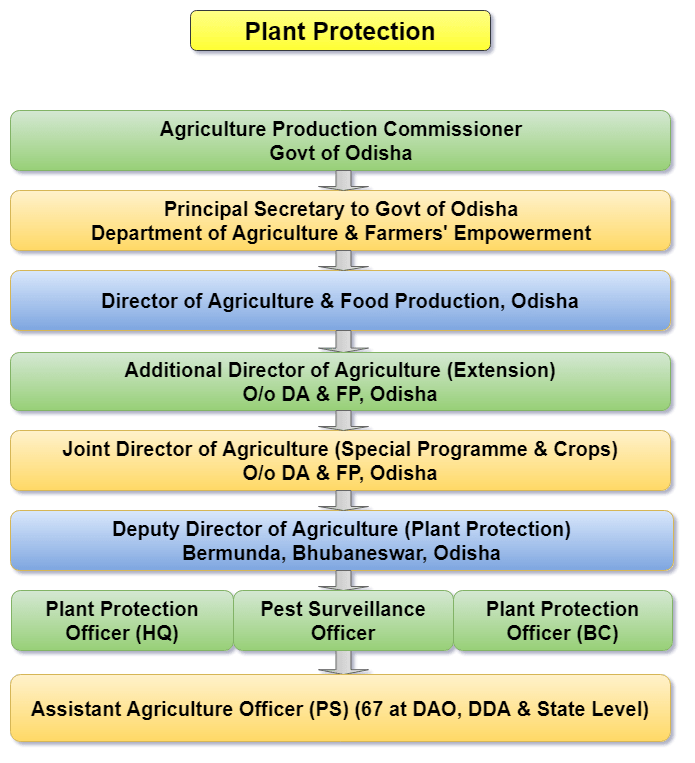 Plant Protection
Agriculture Production Commissioner
Govt of Odisha
Principal Secretary to Govt of Odisha
Department of Agriculture & Farmers' Empowerment
Director of Agriculture & Food Production, Odisha
Additional Director of Agriculture (Extension)
O/o DA & FP, Odisha
Joint Director of Agriculture (Special Programme & Crops)
O/o DA & FP, Odisha
Deputy Director of Agriculture (Plant Protection)
Bermunda, Bhubaneswar, Odisha
Plant Protection
Officer (HQ)
Pest Surveillance
Officer
Plant Protection
Officer (BC)
Assistant Agriculture Officer (PS) (67 at DAO, DDA & State Level)